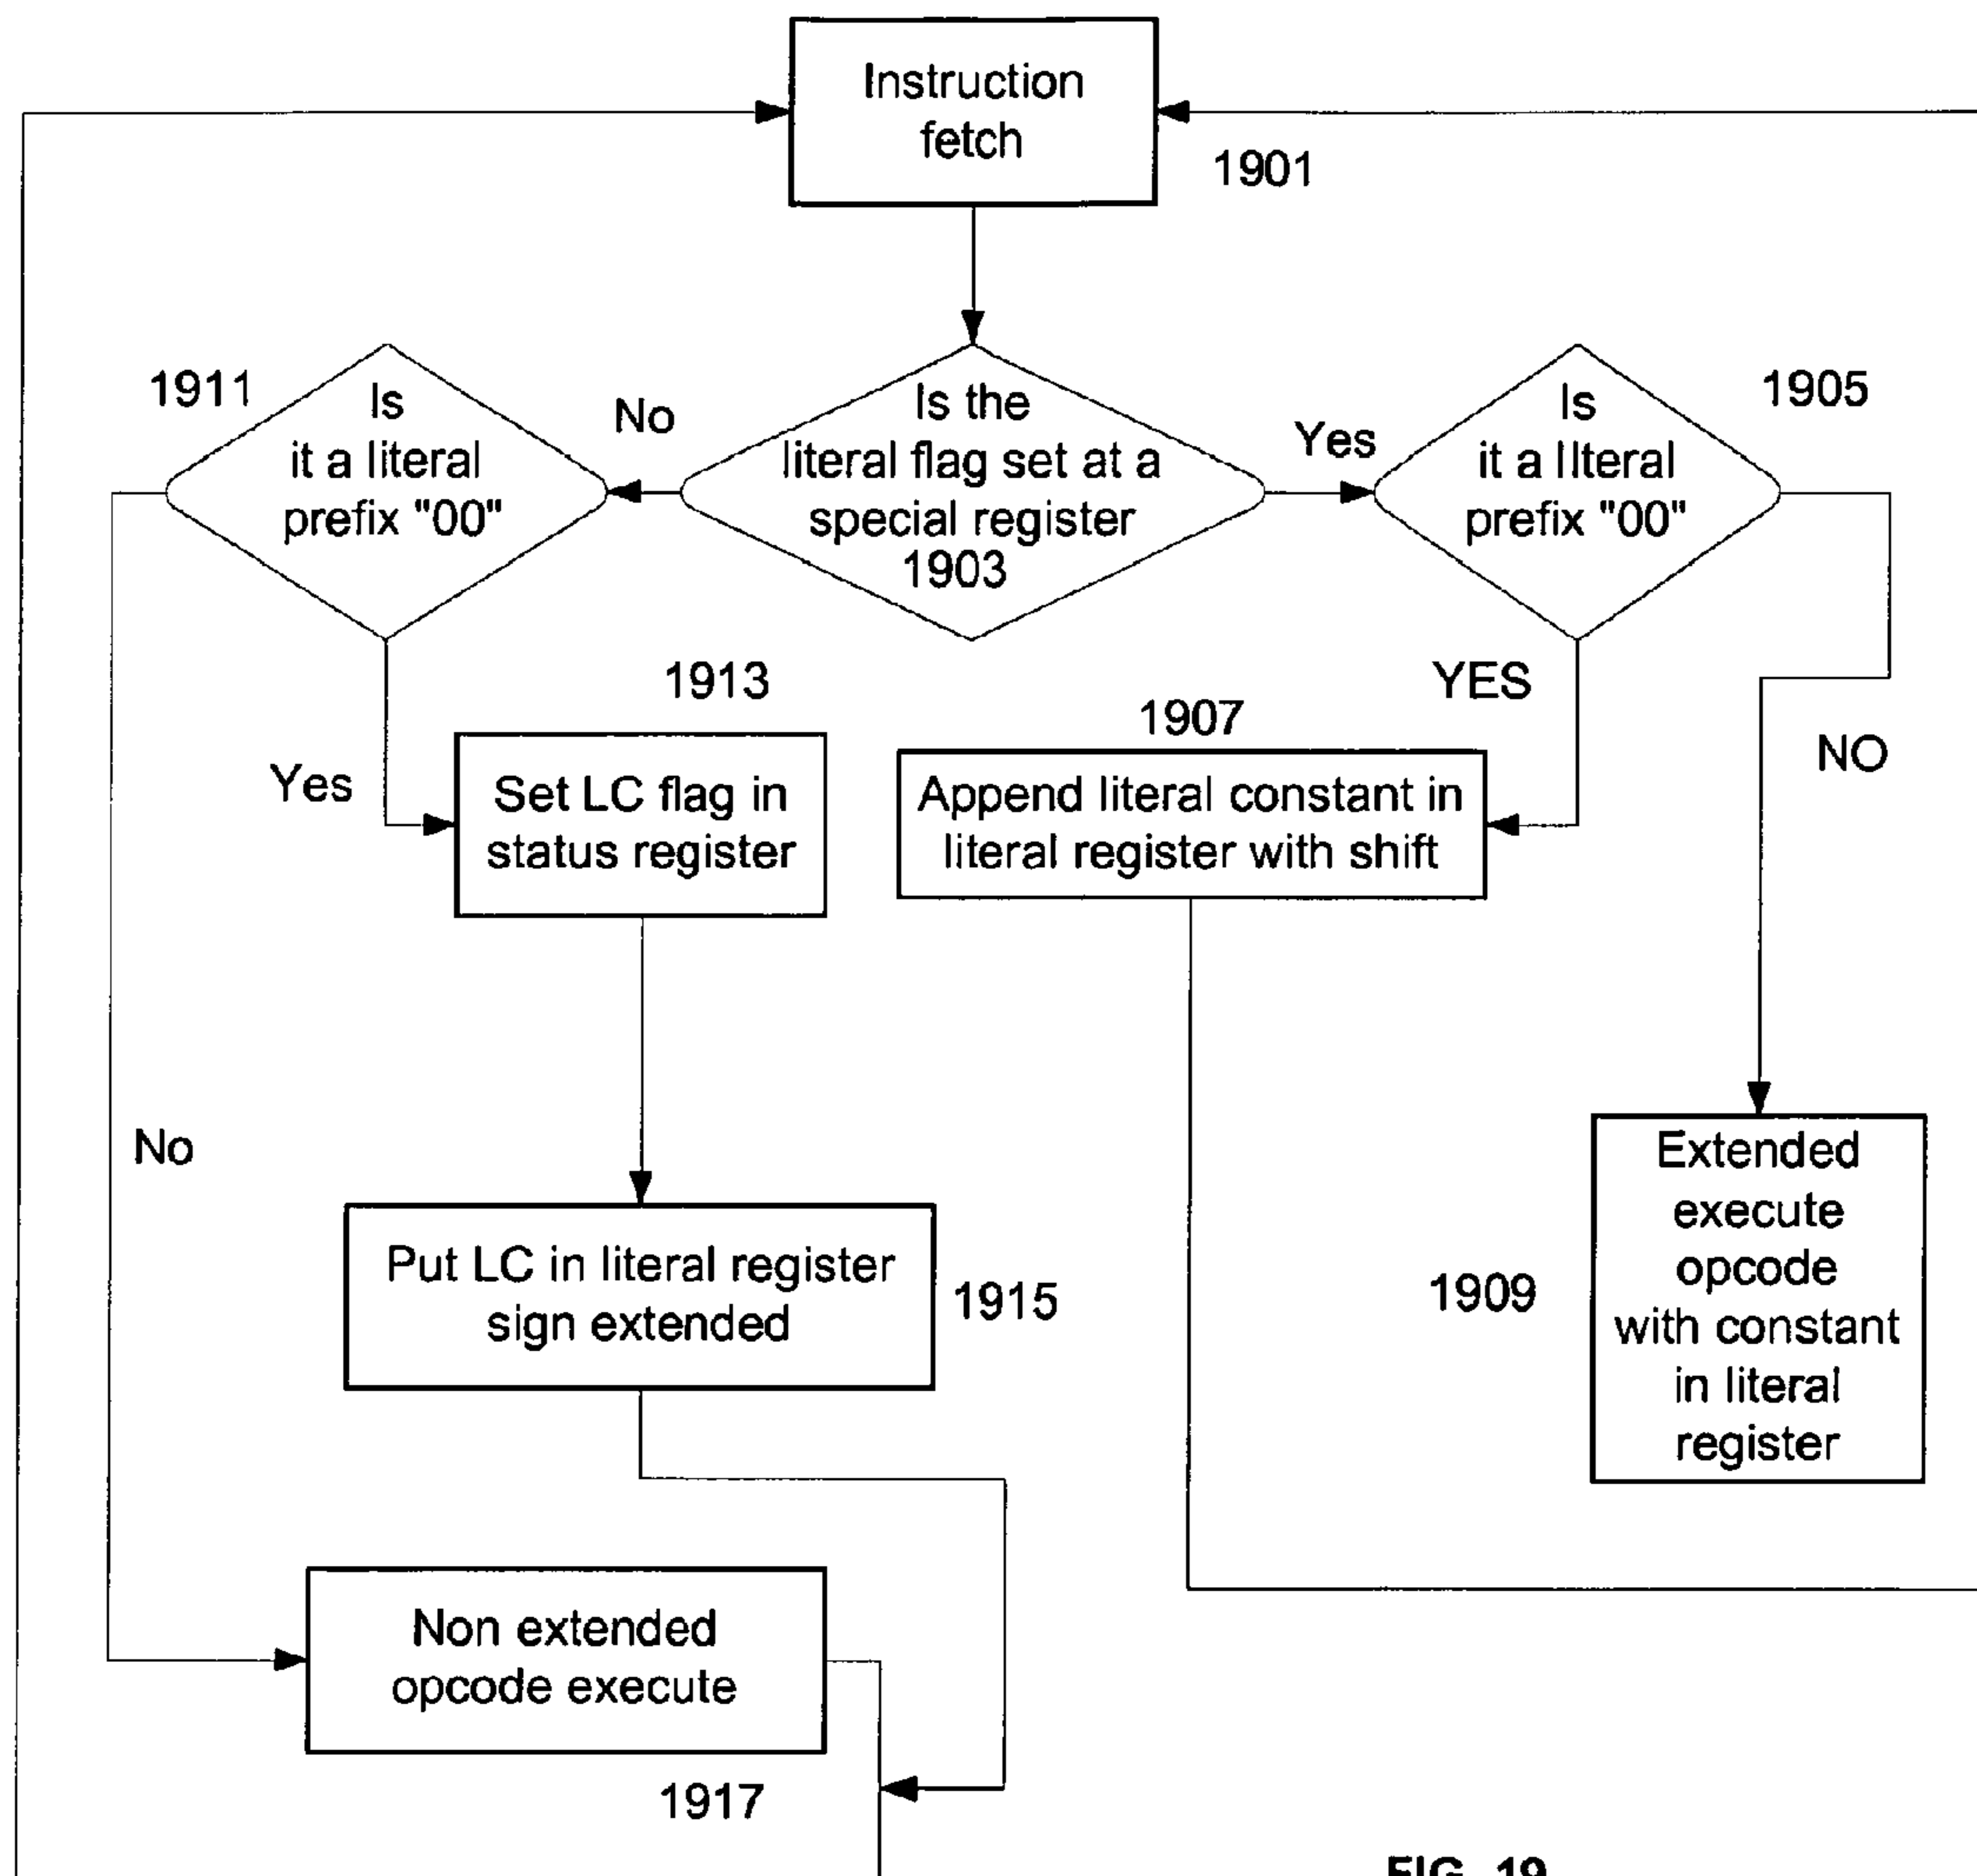 Instruction
fetch
1901
1911
Is
it a literal
prefix "00"
No
Is the
literal flag set at a
special register
1903
Yes
Is
it a lIteral
prefix "00"
1905
1913
YES
1907
NO
Yes
Set LC flag in
status register
Append literal constant in
literal register with shift
No
Put LC in literal register
sign extended
1915
1909
Extended
execute
opcode
with constant
in literal
register
Non extended
opcode execute
1917
FIG. 19